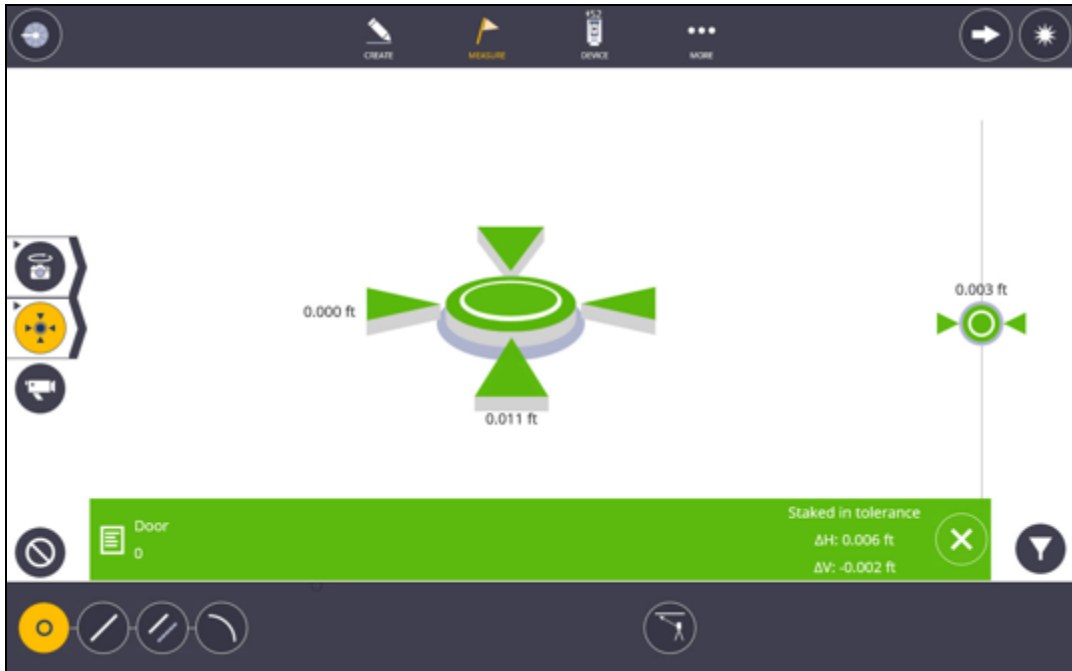 +52
CREATE
MEASURE
DEVICE
MORE
0.003 ft
0.000 ft
0.011 ft
Door
0
Staked in tolerance
ΔH: 0.006 ft
ΔV: -0.002 ft